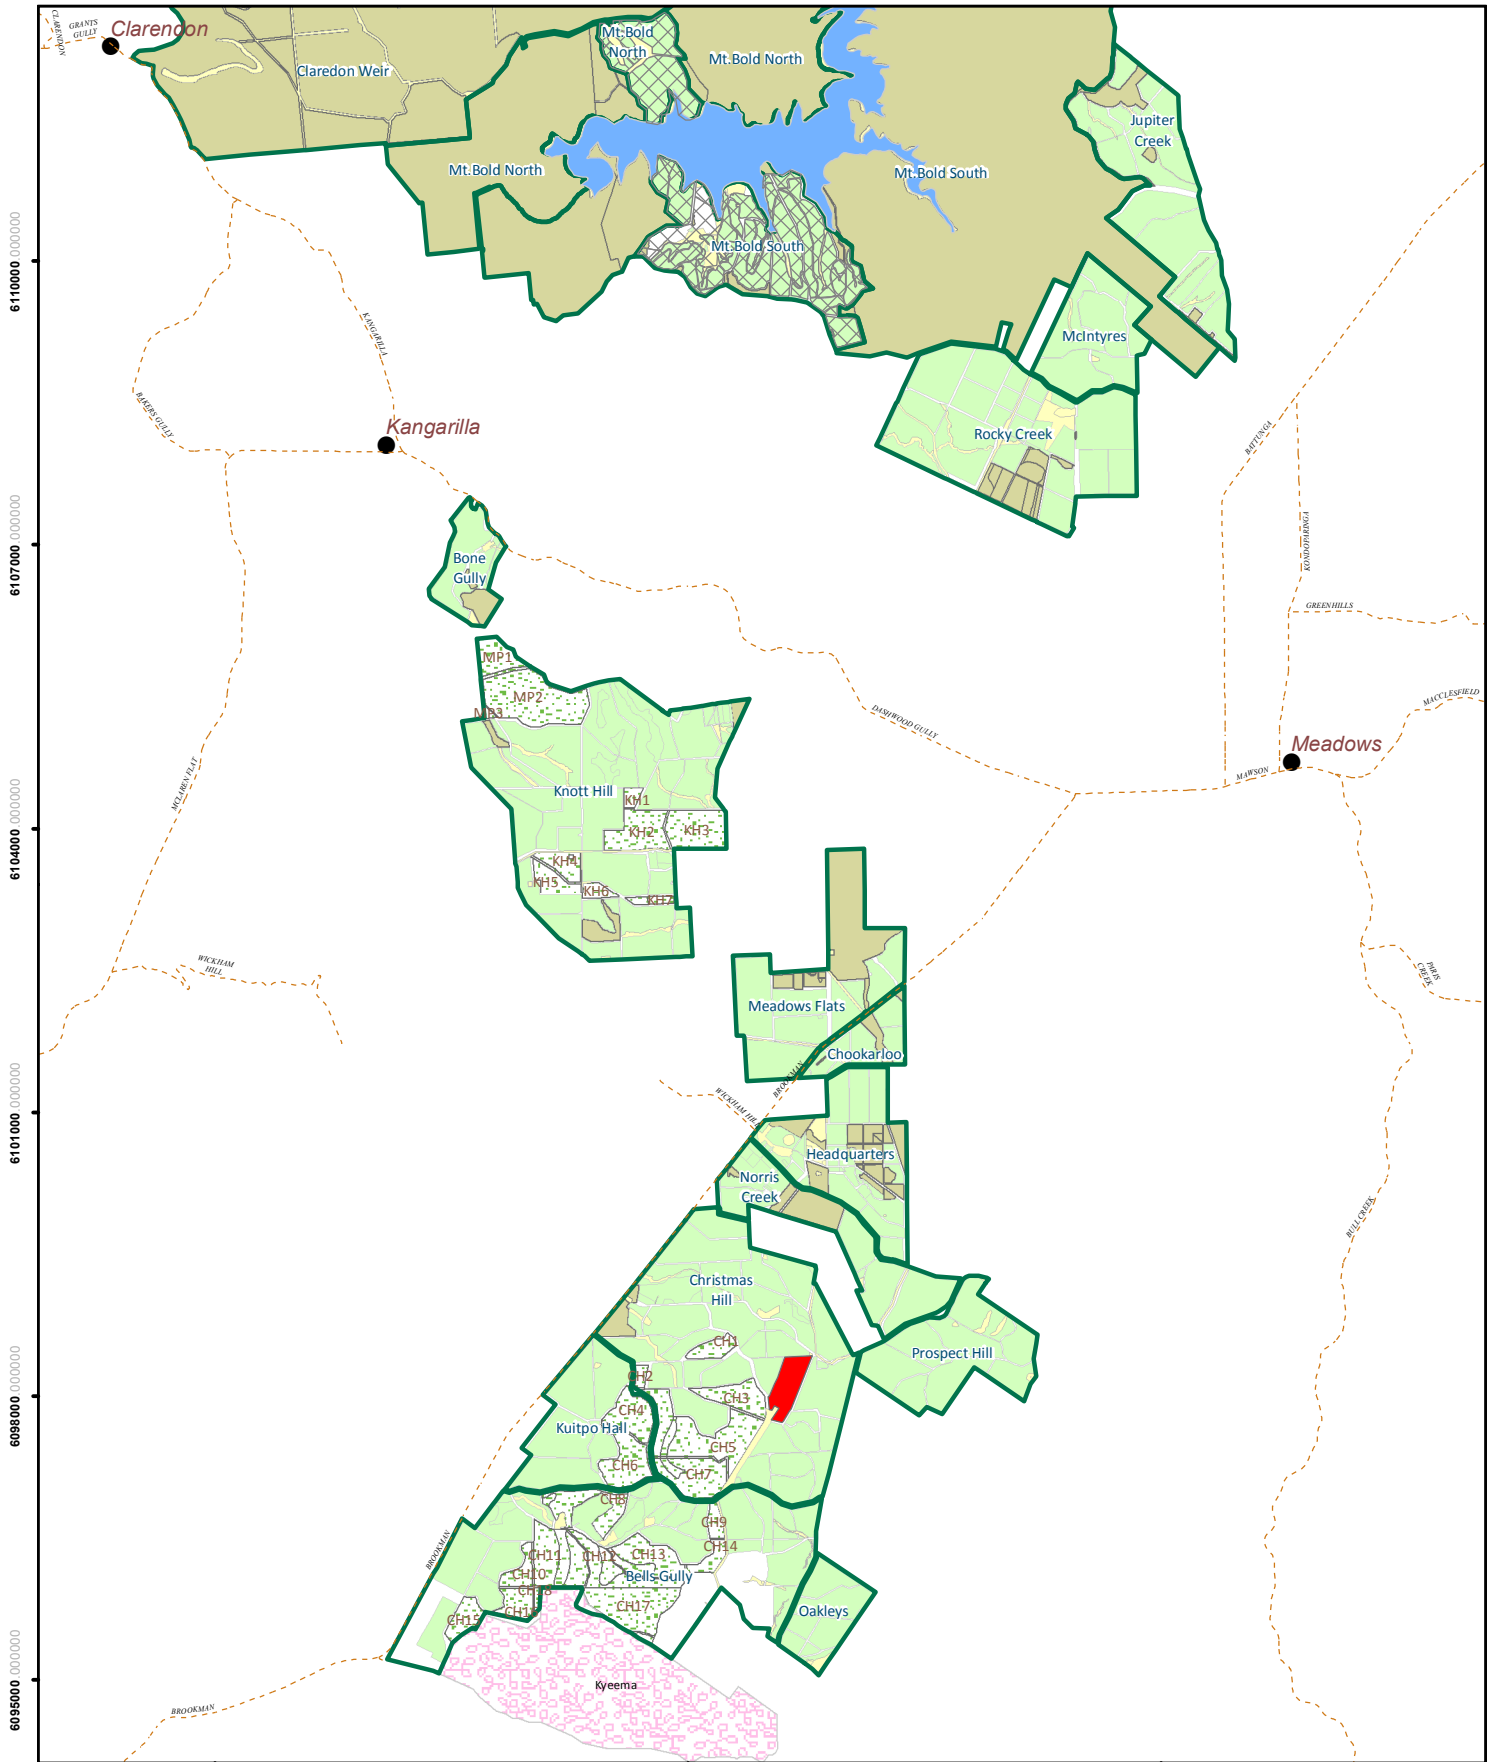 CLARENDON
GRANTS
GULLY
Clarendon
Claredon Weir
Mt.Bold
North
Mt.Bold North
Jupiter
Creek
Mt.Bold North
Mt.Bold South
Mt.Bold South
6110000.000000
KANGARILLA
McIntyres
BAKERS GULLY
Kangarilla
Rocky Creek
BATTUNGA
KONDOPARINGA
6107000.000000
Bone
Gully
GREENHILLS
MP1
MP2
MP3
MACCLESFIELD
DASHWOOD GULLY
Meadows
MAWSON
MCLAREN FLAT
Knott Hill
KH1
KH2
KH3
6104000.000000
KH4
KH5
KH6
KH7
WICKHAM
HILL
PARIS
CREEK
Meadows Flats
Chookarloo
BROOKMAN
WICKHAM HILL
6101000.000000
Headquarters
Norris
Creek
BULL CREEK
Christmas
Hill
CH1
Prospect Hill
CH2
CH3
6098000.000000
CH4
Kuitpo Hall
CH5
CH6
CH7
CH8
CH9
BROOKMAN
CH14
CH11
CH12
CH13
CH10
Bells Gully
CH18
CH17
CH15
Oakleys
6095000.000000
Kyeema
BROOKMAN